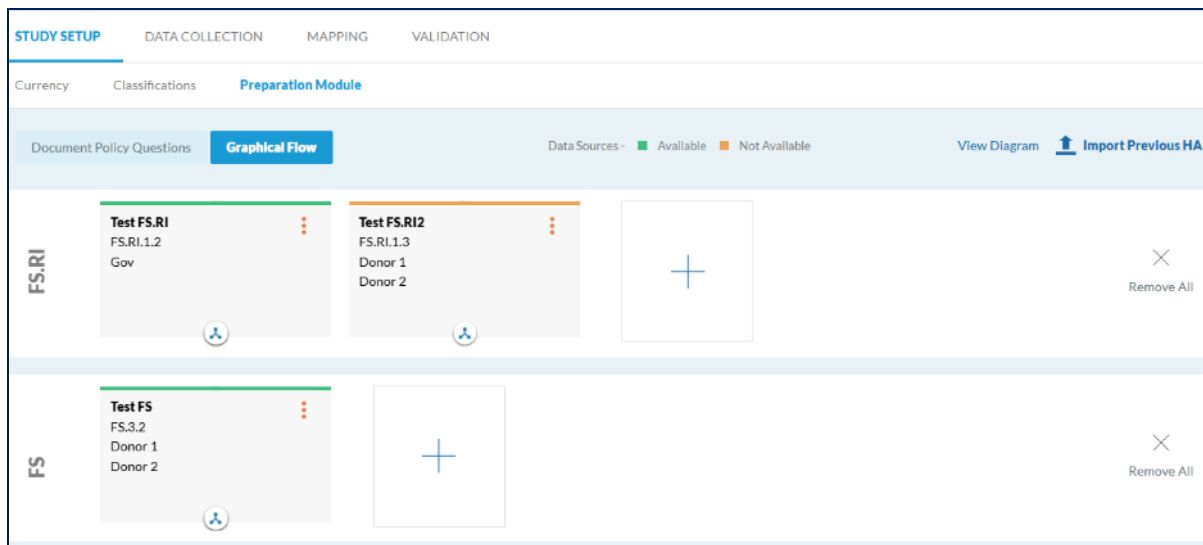 STUDY SETUP DATA COLLECTION MAPPING VALIDATION
Currency Classifications Preparation Module
Document Policy Questions Graphical Flow Data Sources - Available Not Available View Diagram Import Previous HA
FS.RI
Test FS.RI
FS.RI.1.2
Gov
Test FS.RI2
FS.RI.1.3
Donor 1
Donor 2
Remove All
FS
Test FS
FS.3.2
Donor 1
Donor 2
Remove All